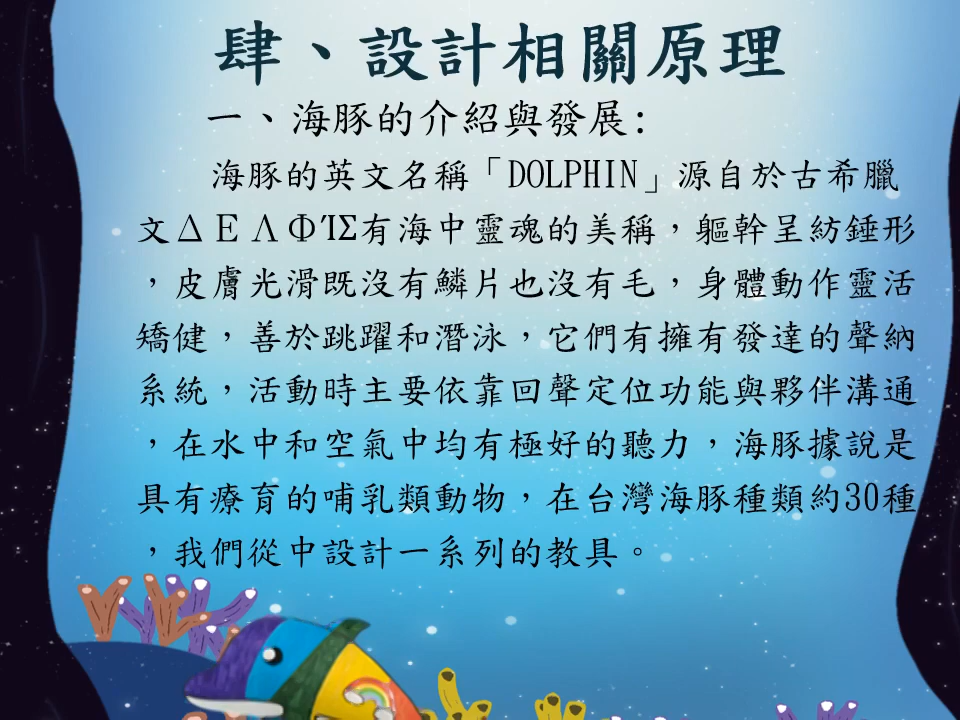 肆、設計相關原理
一、海豚的介紹與發展:
海豚的英文名稱「DOLPHIN」源自於古希臘
文ΔΕΛΦΊΣ有海中靈魂的美稱，軀幹呈紡錘形
，皮膚光滑既沒有鱗片也沒有毛，身體動作靈活
矯健，善於跳躍和潛泳，它們有擁有發達的聲納
系統，活動時主要依靠回聲定位功能與夥伴溝通
，在水中和空氣中均有極好的聽力，海豚據說是
具有療育的哺乳類動物，在台灣海豚種類約30種
，我們從中設計一系列的教具。